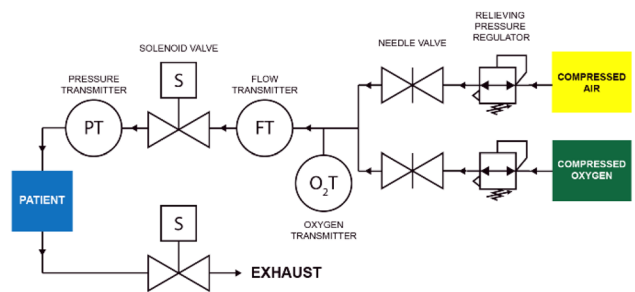 RELIEVING
PRESSURE
REGULATOR
SOLENOID VALVE
NEEDLE VALVE
S
PRESSURE
TRANSMITTER
FLOW
TRANSMITTER
COMPRESSED
AIR
PT
FT
O2T
COMPRESSED
OXYGEN
PATIENT
OXYGEN
TRANSMITTER
S
EXHAUST